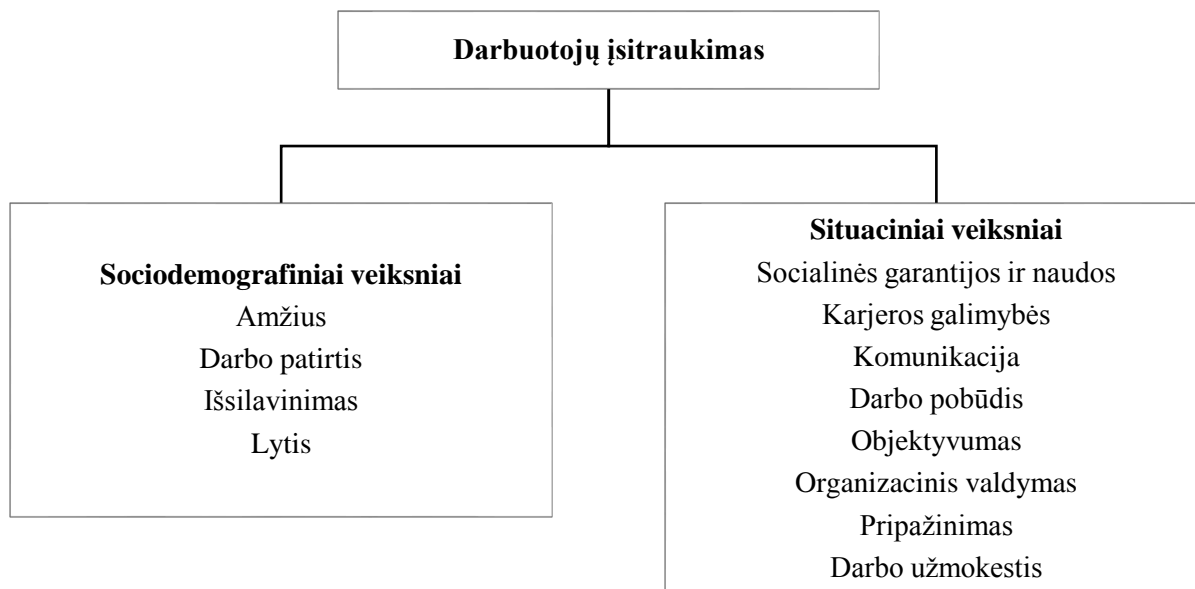 Darbuotojų įsitraukimas
Sociodemografiniai veiksniai
Amžius
Darbo patirtis
Išsilavinimas
Lytis
Situaciniai veiksniai
Socialinės garantijos ir naudos
Karjeros galimybės
Komunikacija
Darbo pobūdis
Objektyvumas
Organizacinis valdymas
Pripažinimas
Darbo užmokestis